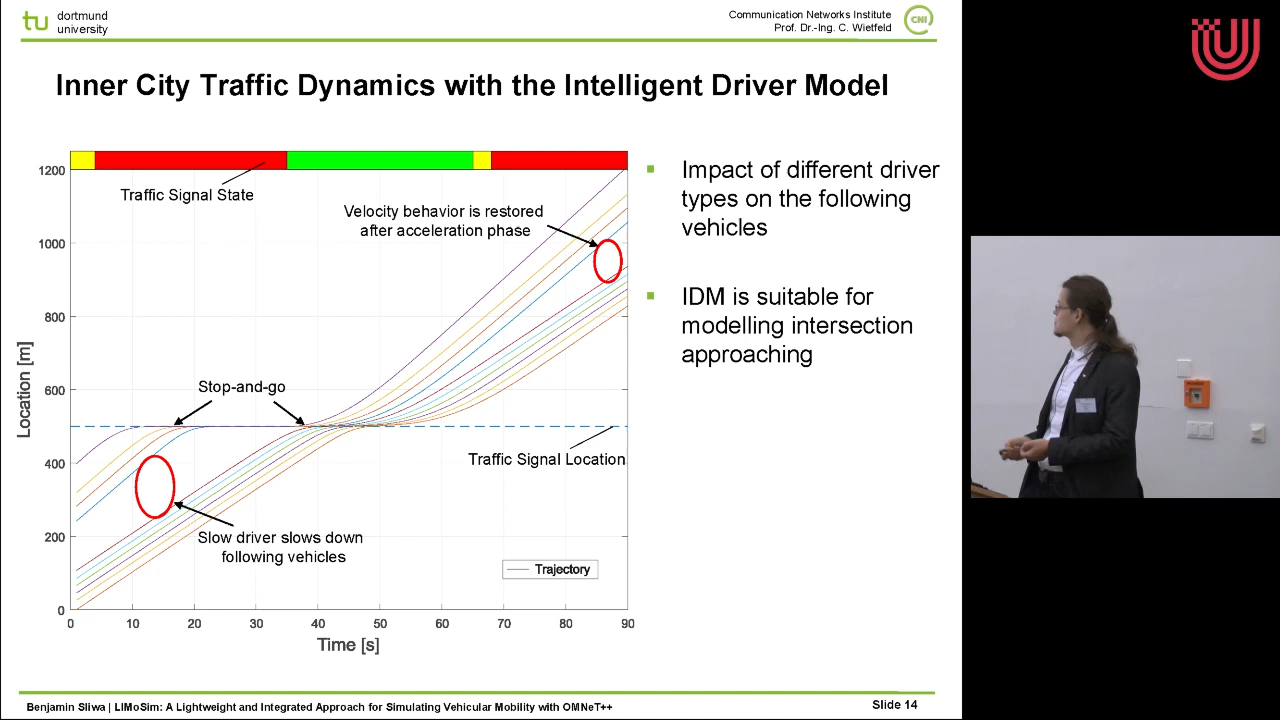 tu dortmund
university
Communication Networks Institute
Prof. Dr.-Ing. C. Wietfeld
CNI
Inner City Traffic Dynamics with the Intelligent Driver Model
Traffic Signal State
Velocity behavior is restored
after acceleration phase
Stop-and-go
Traffic Signal Location
Slow driver slows down
following vehicles
Trajectory
Location [m]
1200
1000
800
600
400
200
0
0 10 20 30 40 50 60 70 80 90
Time [s]
Impact of different driver
types on the following
vehicles
IDM is suitable for
modelling intersection
approaching
Benjamin Sliwa | LIMoSim: A Lightweight and Integrated Approach for Simulating Vehicular Mobility with OMNeT++
Slide 14